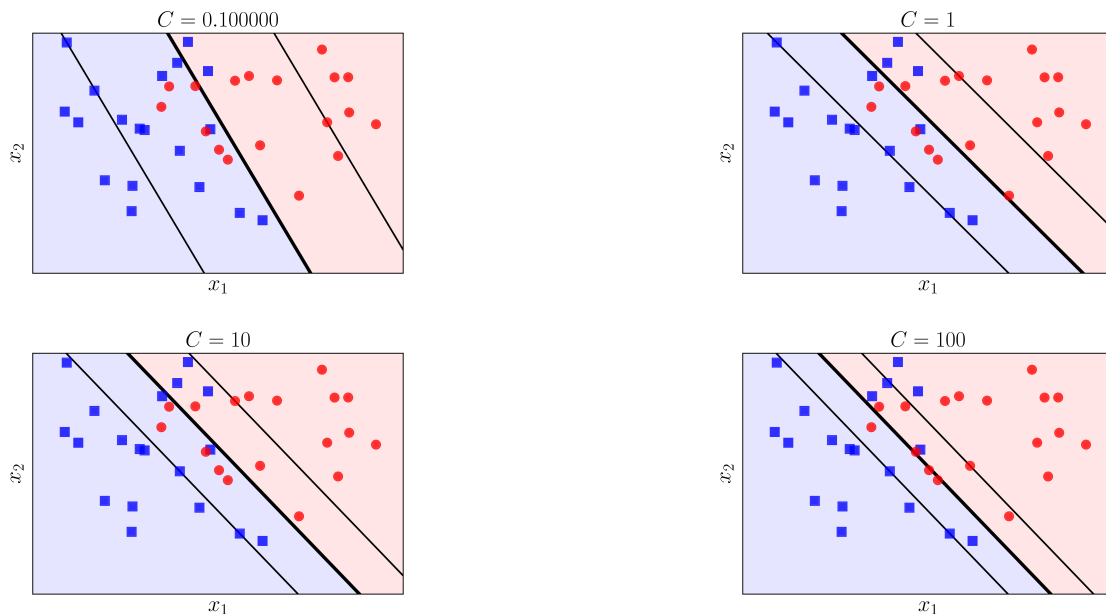 C = 0.100000
C = 1
x₂
x₂
x₁
x₁
C = 10
C = 100
x₂
x₂
x₁
x₁